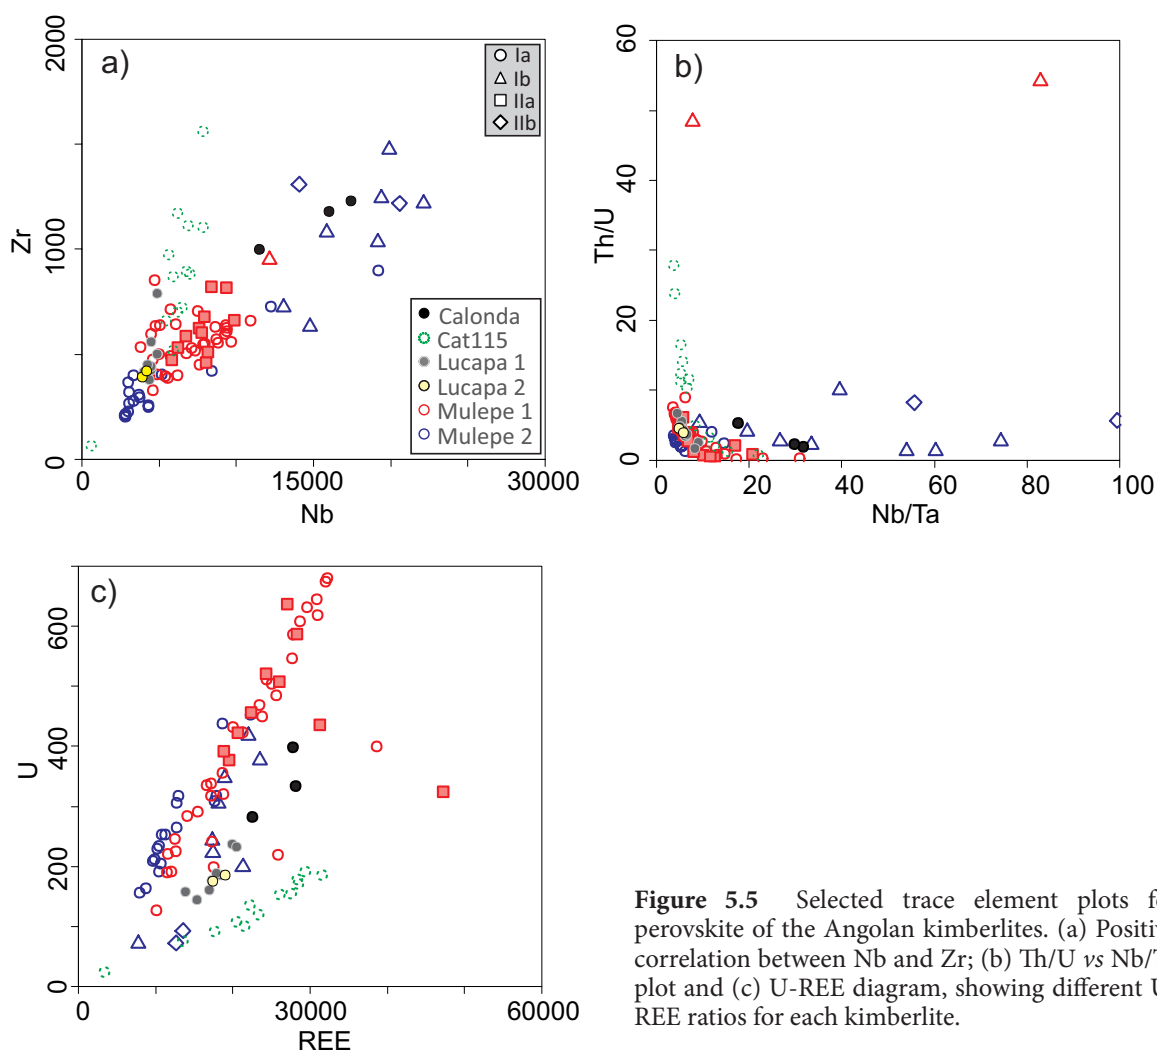 a)
2000
1000
0
Zr
0
15000
30000
Nb
Ia
Ib
IIa
IIb
Calonda
Cat115
Lucapa 1
Lucapa 2
Mulepe 1
Mulepe 2
b)
60
40
20
0
Th/U
0
20
40
60
80
100
Nb/Ta
c)
600
400
200
0
U
0
30000
60000
REE
Figure 5.5 Selected trace element plots
perovskite of the Angolan kimberlites. (a)
correlation between Nb and Zr; (b) Th/U vs
plot and (c) U-REE diagram, showing different
REE ratios for each kimberlite.